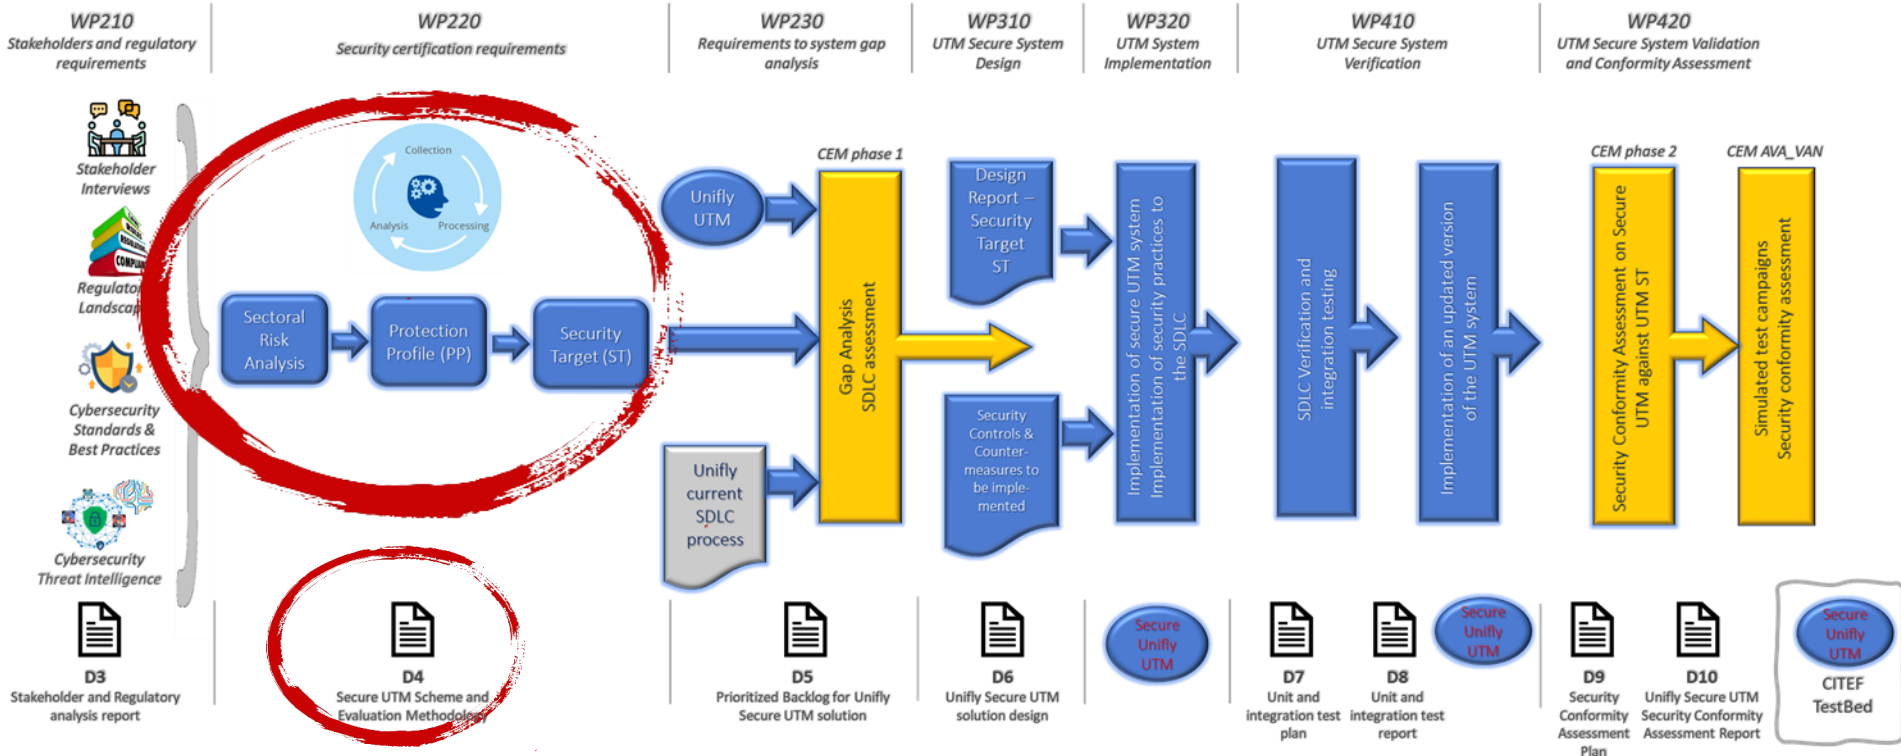 WP210
Stakeholders and regulatory
requirements
WP220
Security certification requirements
WP230
Requirements to system gap
analysis
WP310
UTM Secure System
Design
WP320
UTM System
Implementation
WP410
UTM Secure System
Verification
WP420
UTM Secure System Validation
and Conformity Assessment
Stakeholder
Interviews
COMPLIANCE
Regulatory
Landscape
Cybersecurity
Standards &
Best Practices
Cybersecurity
Threat Intelligence
Collection
Analysis
Processing
Sectoral
Risk
Analysis
Protection
Profile (PP)
Security
Target (ST)
Unifly
UTM
Unifly
current
SDLC
process
CEM phase 1
Gap Analysis
SDLC assessment
Design
Report –
Security
Target
ST
Security
Controls &
Counter-
measures to
be imple-
mented
Implementation of secure UTM system
Implementation of security practices to
the SDLC
SDLC Verification and
integration testing
Implementation of an updated version
of the UTM system
CEM phase 2
Security Conformity Assessment on Secure
UTM against UTM ST
CEM AVA_VAN
Simulated test campaigns
Security conformity assessment
D3
Stakeholder and Regulatory
analysis report
D4
Secure UTM Scheme and
Evaluation Methodology
D5
Prioritized Backlog for Unifly
Secure UTM solution
D6
Unifly Secure UTM
solution design
Secure
Unifly
UTM
D7
Unit and
integration test
plan
D8
Unit and
integration test
report
Secure
Unifly
UTM
D9
Security
Conformity
Assessment
Plan
D10
Unifly Secure UTM
Security Conformity
Assessment Report
Secure
Unifly
UTM
CITEF
TestBed